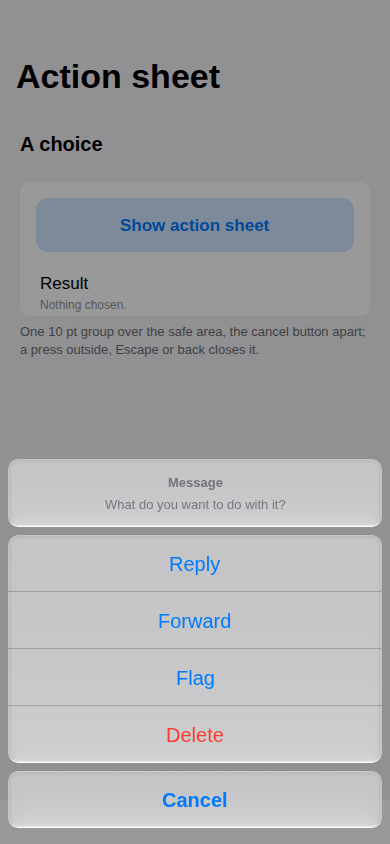 Action sheet
A choice
Show action sheet
Result
Nothing chosen.
One 10 pt group over the safe area, the cancel button apart;
a press outside, Escape or back closes it.
Message
What do you want to do with it?
Reply
Forward
Flag
Delete
Cancel